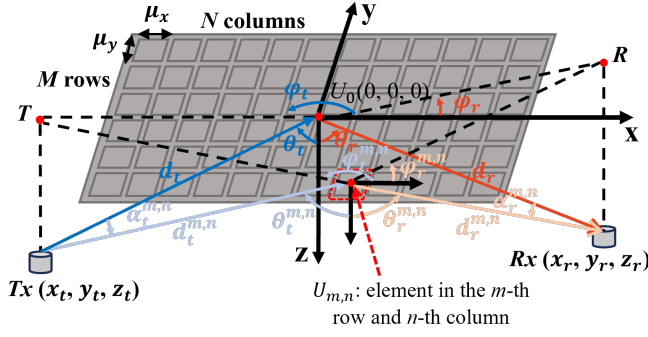 μx
N columns
y
μy
M rows
φt
U0(0, 0, 0)
R
φr
T
x
θt
θr
φt^m,n
φr^m,n
dt
dr
αt^m,n
dt^m,n
θt^m,n
θr^m,n
dr^m,n
αr^m,n
z
Tx (xt, yt, zt)
Rx (xr, yr, zr)
Um,n: element in the m-th
row and n-th column